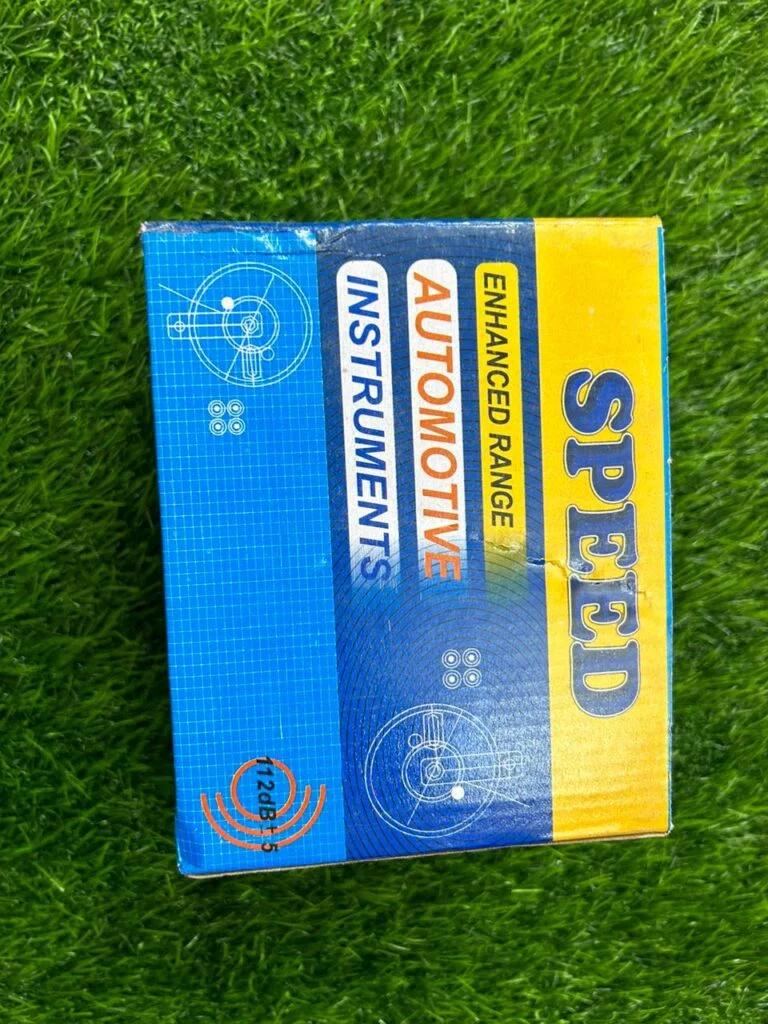 SPEED
ENHANCED RANGE
AUTOMOTIVE
INSTRUMENTS
112dB±5